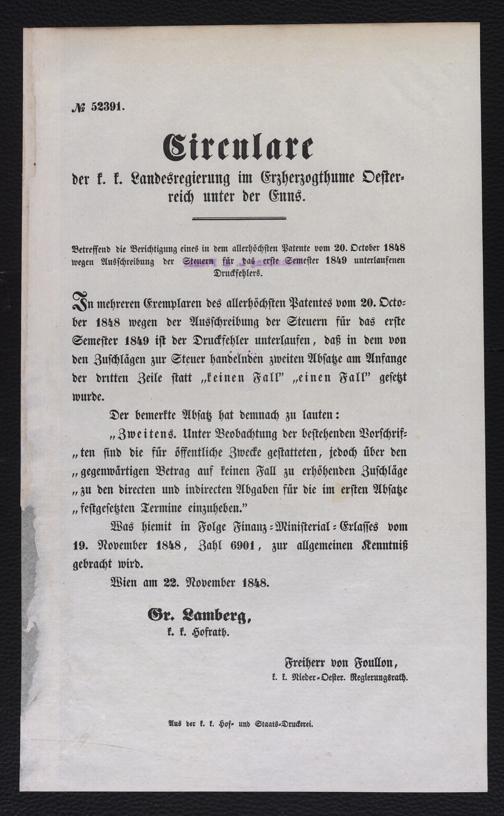 № 52391.
Circulare
der k. k. Landesregierung im Erzherzogthume Oester-
reich unter der Enns.
Betreffend die Berichtigung eines in dem allerhöchsten Patente vom 20. October 1848
wegen Ausschreibung der Steuern für das erste Semester 1849 unterlaufenen
Druckfehlers.
In mehreren Exemplaren des allerhöchsten Patentes vom 20. Octo-
ber 1848 wegen der Ausschreibung der Steuern für das erste
Semester 1849 ist der Druckfehler unterlaufen, daß in dem von
den Zuschlägen zur Steuer handelnden zweiten Absatze am Anfange
der dritten Zeile statt „keinen Fall” „einen Fall” gesetzt
wurde.
Der bemerkte Absatz hat demnach zu lauten:
„Zweitens. Unter Beobachtung der bestehenden Vorschrif-
„ten sind die für öffentliche Zwecke gestatteten, jedoch über den
„gegenwärtigen Betrag auf keinen Fall zu erhöhenden Zuschläge
„zu den directen und indirecten Abgaben für die im ersten Absatze
„festgesetzten Termine einzuheben.”
Was hiemit in Folge Finanz-Ministerial-Erlasses vom
19. November 1848, Zahl 6901, zur allgemeinen Kenntniß
gebracht wird.
Wien am 22. November 1848.
Gr. Lamberg,
k. k. Hofrath.
Freiherr von Foullon,
k. k. Nieder-Oester. Regierungsrath.
Aus der k. k. Hof- und Staats-Druckerei.